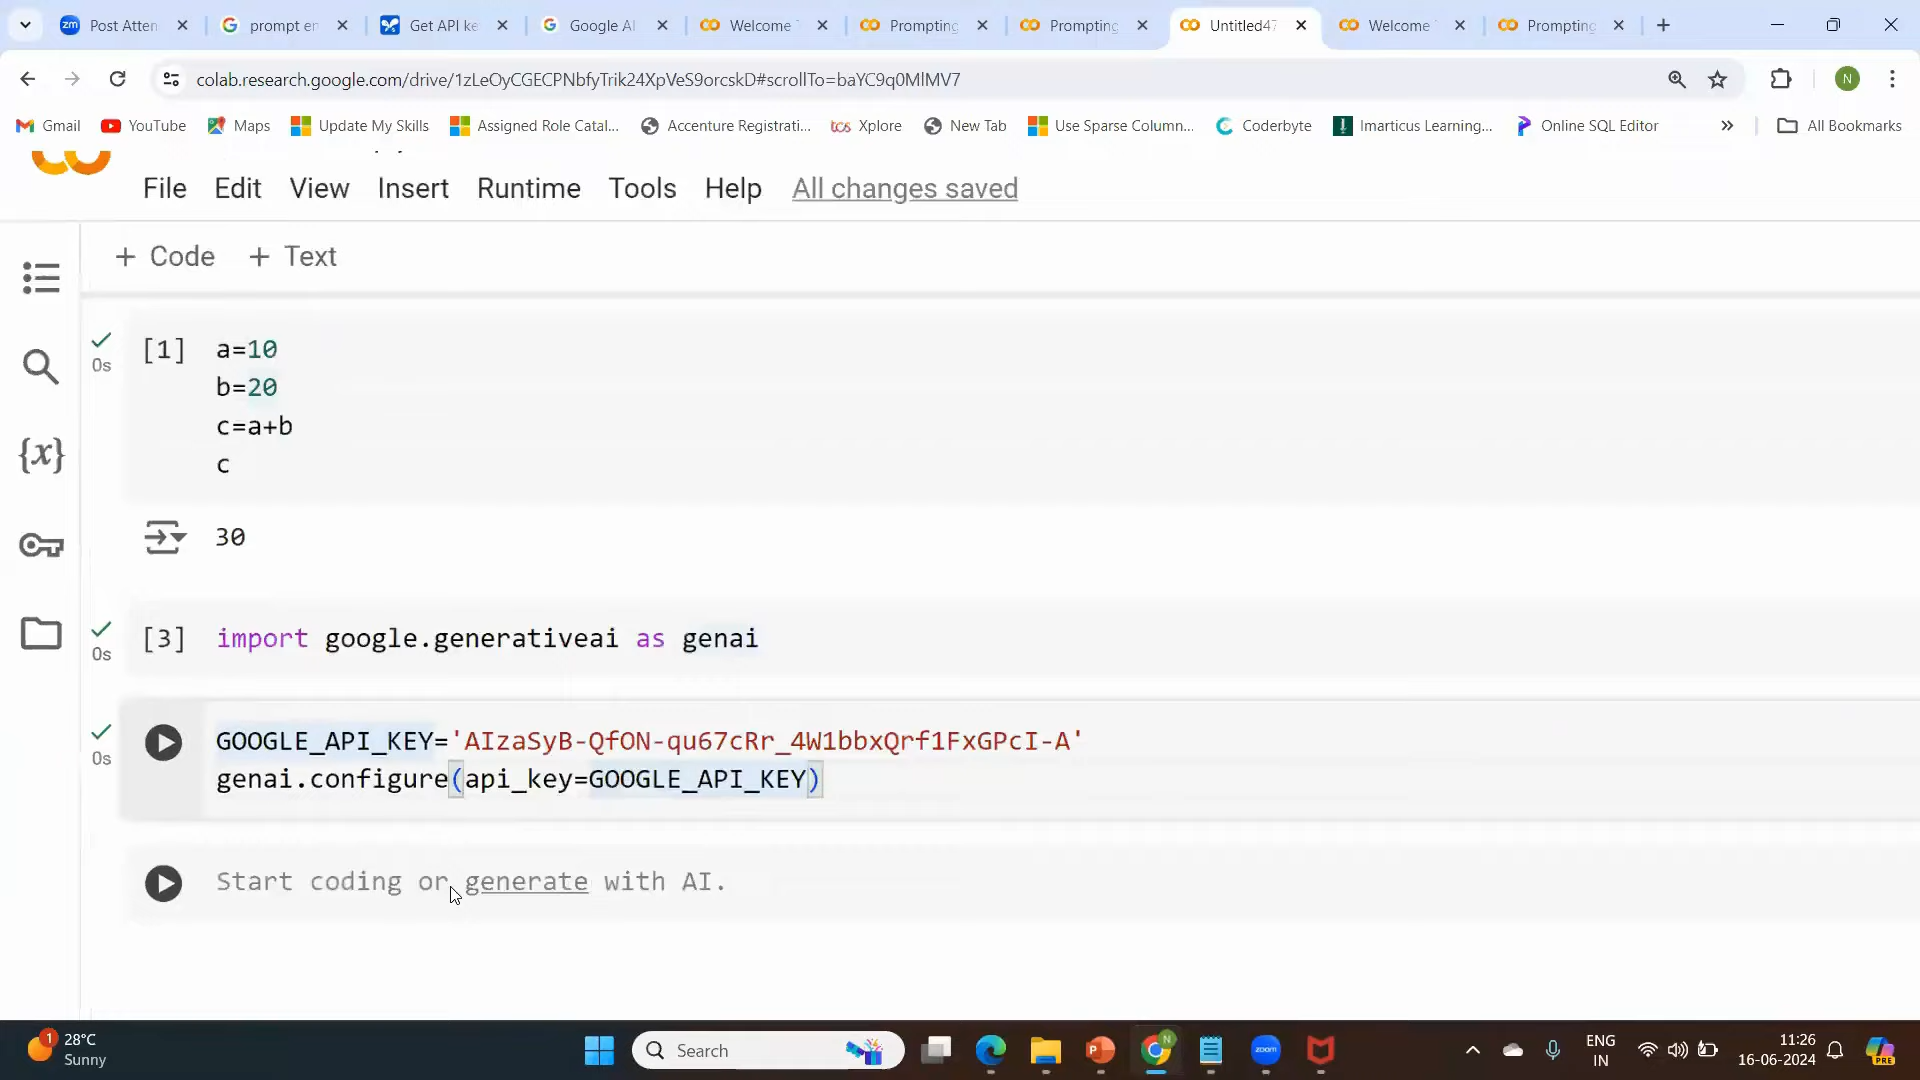 Post Atten
prompt en
Get API ke
Google AI
Welcome
Prompting
Prompting
Untitled47
Welcome
Prompting
colab.research.google.com/drive/1zLeOyCGECPNbfyTrik24XpVeS9orcskD#scrollTo=baYC9q0MlMV7
N
Gmail
YouTube
Maps
Update My Skills
Assigned Role Catal...
Accenture Registrati...
Xplore
New Tab
Use Sparse Column...
Coderbyte
Imarticus Learning...
Online SQL Editor
All Bookmarks
File Edit View Insert Runtime Tools Help All changes saved
+ Code + Text
[1] a=10
0s
b=20
c=a+b
c
30
[3] import google.generativeai as genai
0s
GOOGLE_API_KEY='AIzaSyB-QfON-qu67cRr_4W1bbxQrf1FxGPcI-A'
0s
genai.configure(api_key=GOOGLE_API_KEY)
Start coding or generate with AI.
1
28°C
Sunny
Search
ENG
IN
11:26
16-06-2024